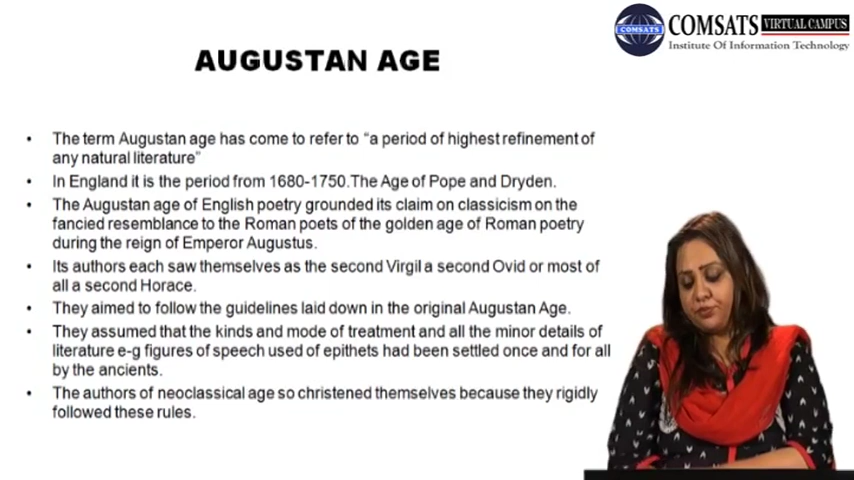 COMSATS VIRTUAL CAMPUS
COMSATS
Institute Of Information Technology
AUGUSTAN AGE
• The term Augustan age has come to refer to “a period of highest refinement of
any natural literature”
• In England it is the period from 1680-1750.The Age of Pope and Dryden.
• The Augustan age of English poetry grounded its claim on classicism on the
fancied resemblance to the Roman poets of the golden age of Roman poetry
during the reign of Emperor Augustus.
• Its authors each saw themselves as the second Virgil a second Ovid or most of
all a second Horace.
• They aimed to follow the guidelines laid down in the original Augustan Age.
• They assumed that the kinds and mode of treatment and all the minor details of
literature e-g figures of speech used of epithets had been settled once and for all
by the ancients.
• The authors of neoclassical age so christened themselves because they rigidly
followed these rules.